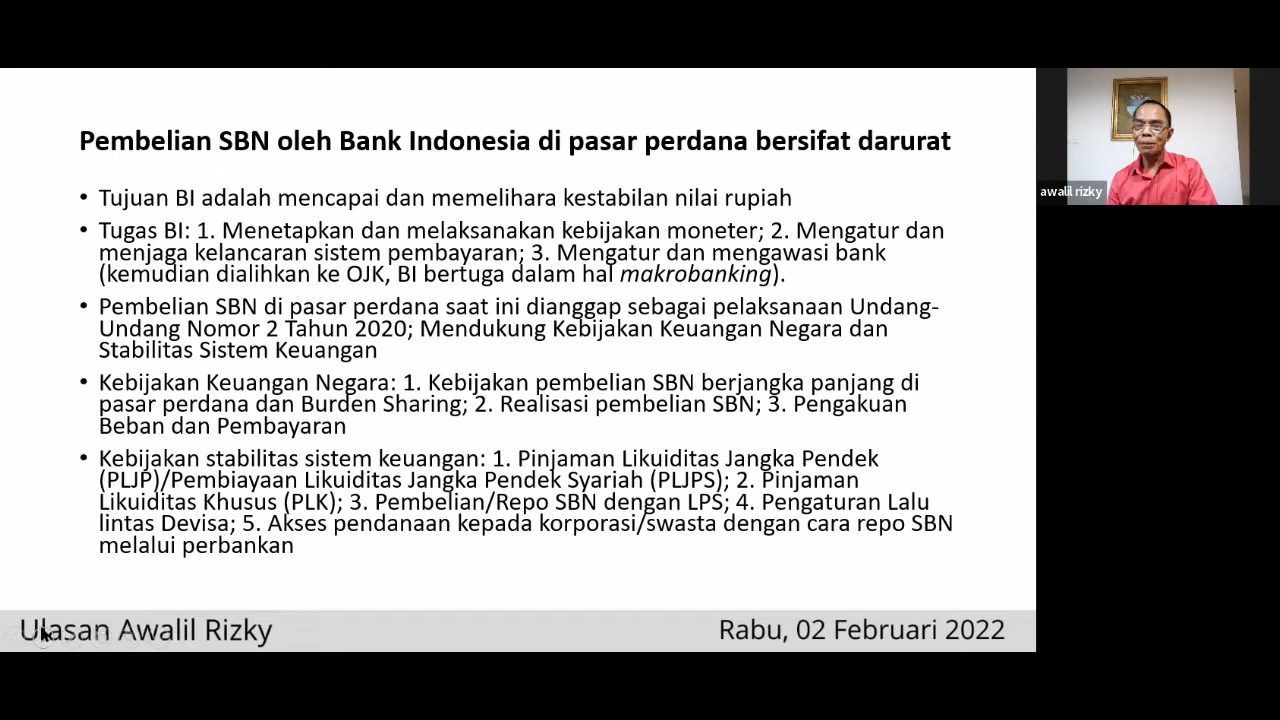 Pembelian SBN oleh Bank Indonesia di pasar perdana bersifat darurat
• Tujuan BI adalah mencapai dan memelihara kestabilan nilai rupiah
• Tugas BI: 1. Menetapkan dan melaksanakan kebijakan moneter; 2. Mengatur dan
menjaga kelancaran sistem pembayaran; 3. Mengatur dan mengawasi bank
(kemudian dialihkan ke OJK, BI bertuga dalam hal makrobanking).
• Pembelian SBN di pasar perdana saat ini dianggap sebagai pelaksanaan Undang-
Undang Nomor 2 Tahun 2020; Mendukung Kebijakan Keuangan Negara dan
Stabilitas Sistem Keuangan
• Kebijakan Keuangan Negara: 1. Kebijakan pembelian SBN berjangka panjang di
pasar perdana dan Burden Sharing; 2. Realisasi pembelian SBN; 3. Pengakuan
Beban dan Pembayaran
• Kebijakan stabilitas sistem keuangan: 1. Pinjaman Likuiditas Jangka Pendek
(PLJP)/Pembiayaan Likuiditas Jangka Pendek Syariah (PLJPS); 2. Pinjaman
Likuiditas Khusus (PLK); 3. Pembelian/Repo SBN dengan LPS; 4. Pengaturan Lalu
lintas Devisa; 5. Akses pendanaan kepada korporasi/swasta dengan cara repo SBN
melalui perbankan
Ulasan Awalil Rizky
Rabu, 02 Februari 2022
awalil rizky